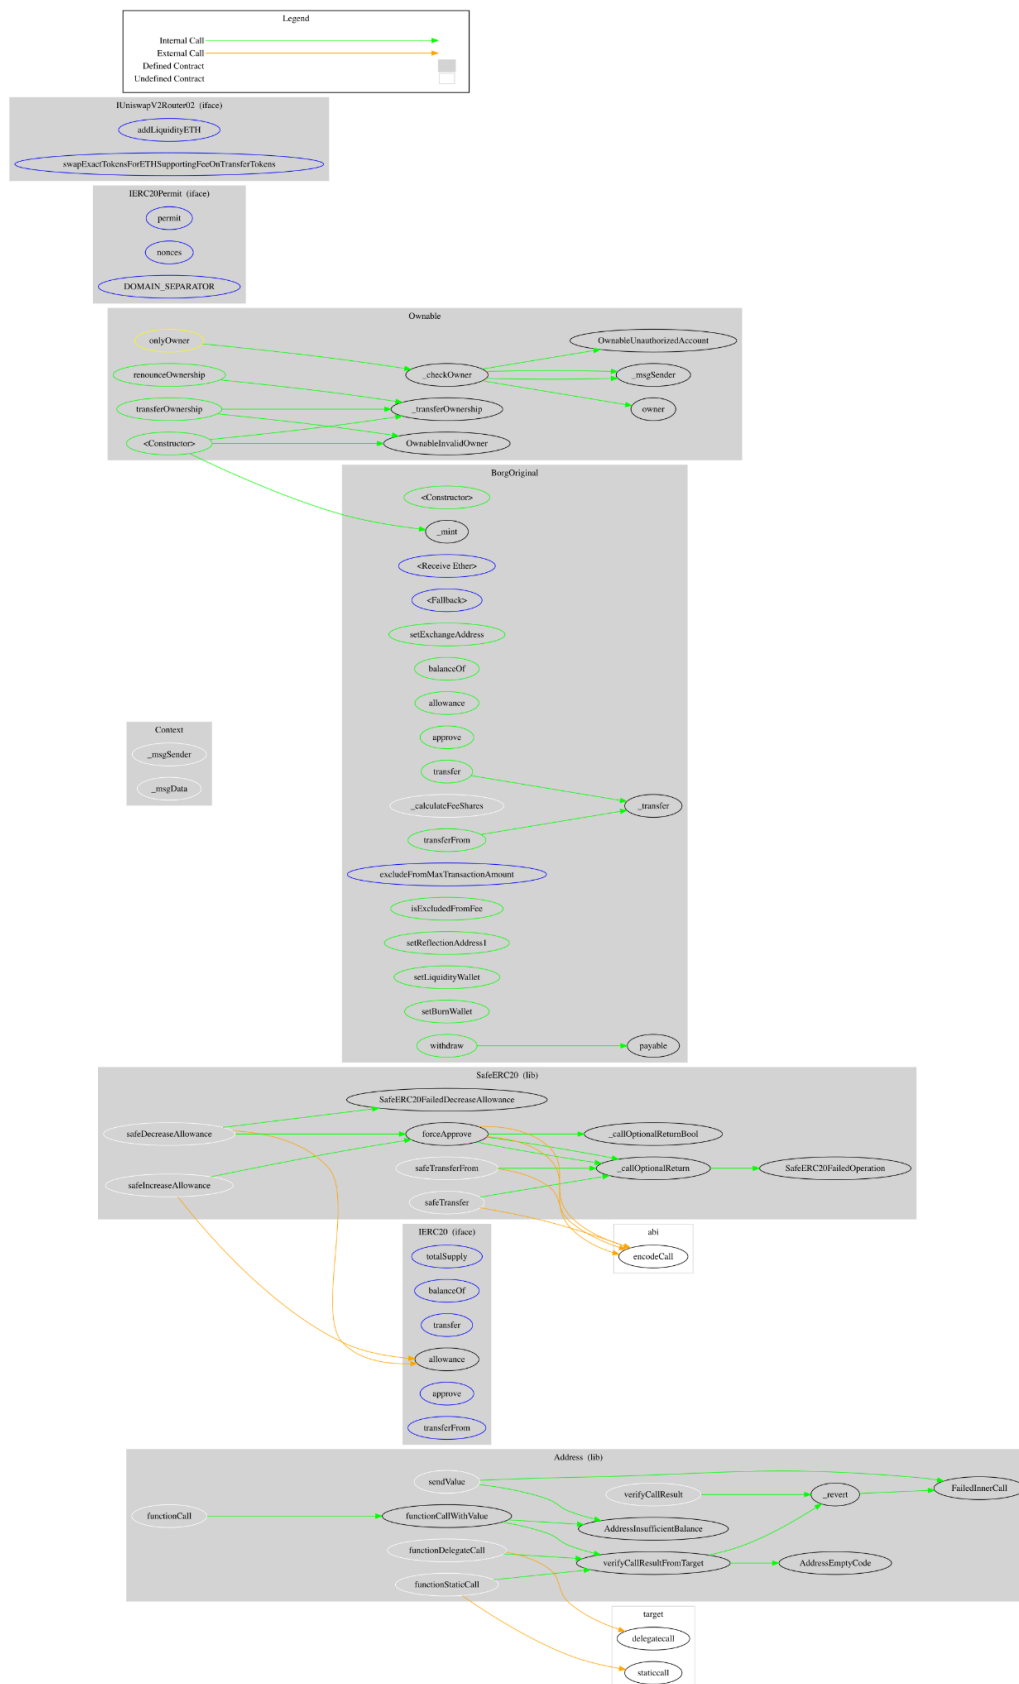 Legend
Internal Call
External Call
Defined Contract
Undefined Contract
IUniswapV2Router02 (iface)
addLiquidityETH
swapExactTokensForETHSupportingFeeOnTransferTokens
IERC20Permit (iface)
permit
nonces
DOMAIN_SEPARATOR
Ownable
onlyOwner
OwnableUnauthorizedAccount
renounceOwnership
_checkOwner
_msgSender
transferOwnership
_transferOwnership
owner
<Constructor>
OwnableInvalidOwner
BorgOriginal
<Constructor>
_mint
<Receive Ether>
<Fallback>
setExchangeAddress
balanceOf
allowance
approve
transfer
_calculateFeeShares
_transfer
transferFrom
excludeFromMaxTransactionAmount
isExcludedFromFee
setReflectionAddress1
setLiquidityWallet
setBurnWallet
withdraw
payable
Context
_msgSender
_msgData
SafeERC20 (lib)
SafeERC20FailedDecreaseAllowance
safeDecreaseAllowance
forceApprove
_callOptionalReturnBool
safeTransferFrom
_callOptionalReturn
SafeERC20FailedOperation
safeIncreaseAllowance
safeTransfer
IERC20 (iface)
totalSupply
balanceOf
transfer
allowance
approve
transferFrom
abi
encodeCall
Address (lib)
sendValue
verifyCallResult
_revert
FailedInnerCall
functionCall
functionCallWithValue
AddressInsufficientBalance
functionDelegateCall
verifyCallResultFromTarget
AddressEmptyCode
functionStaticCall
target
delegatecall
staticcall